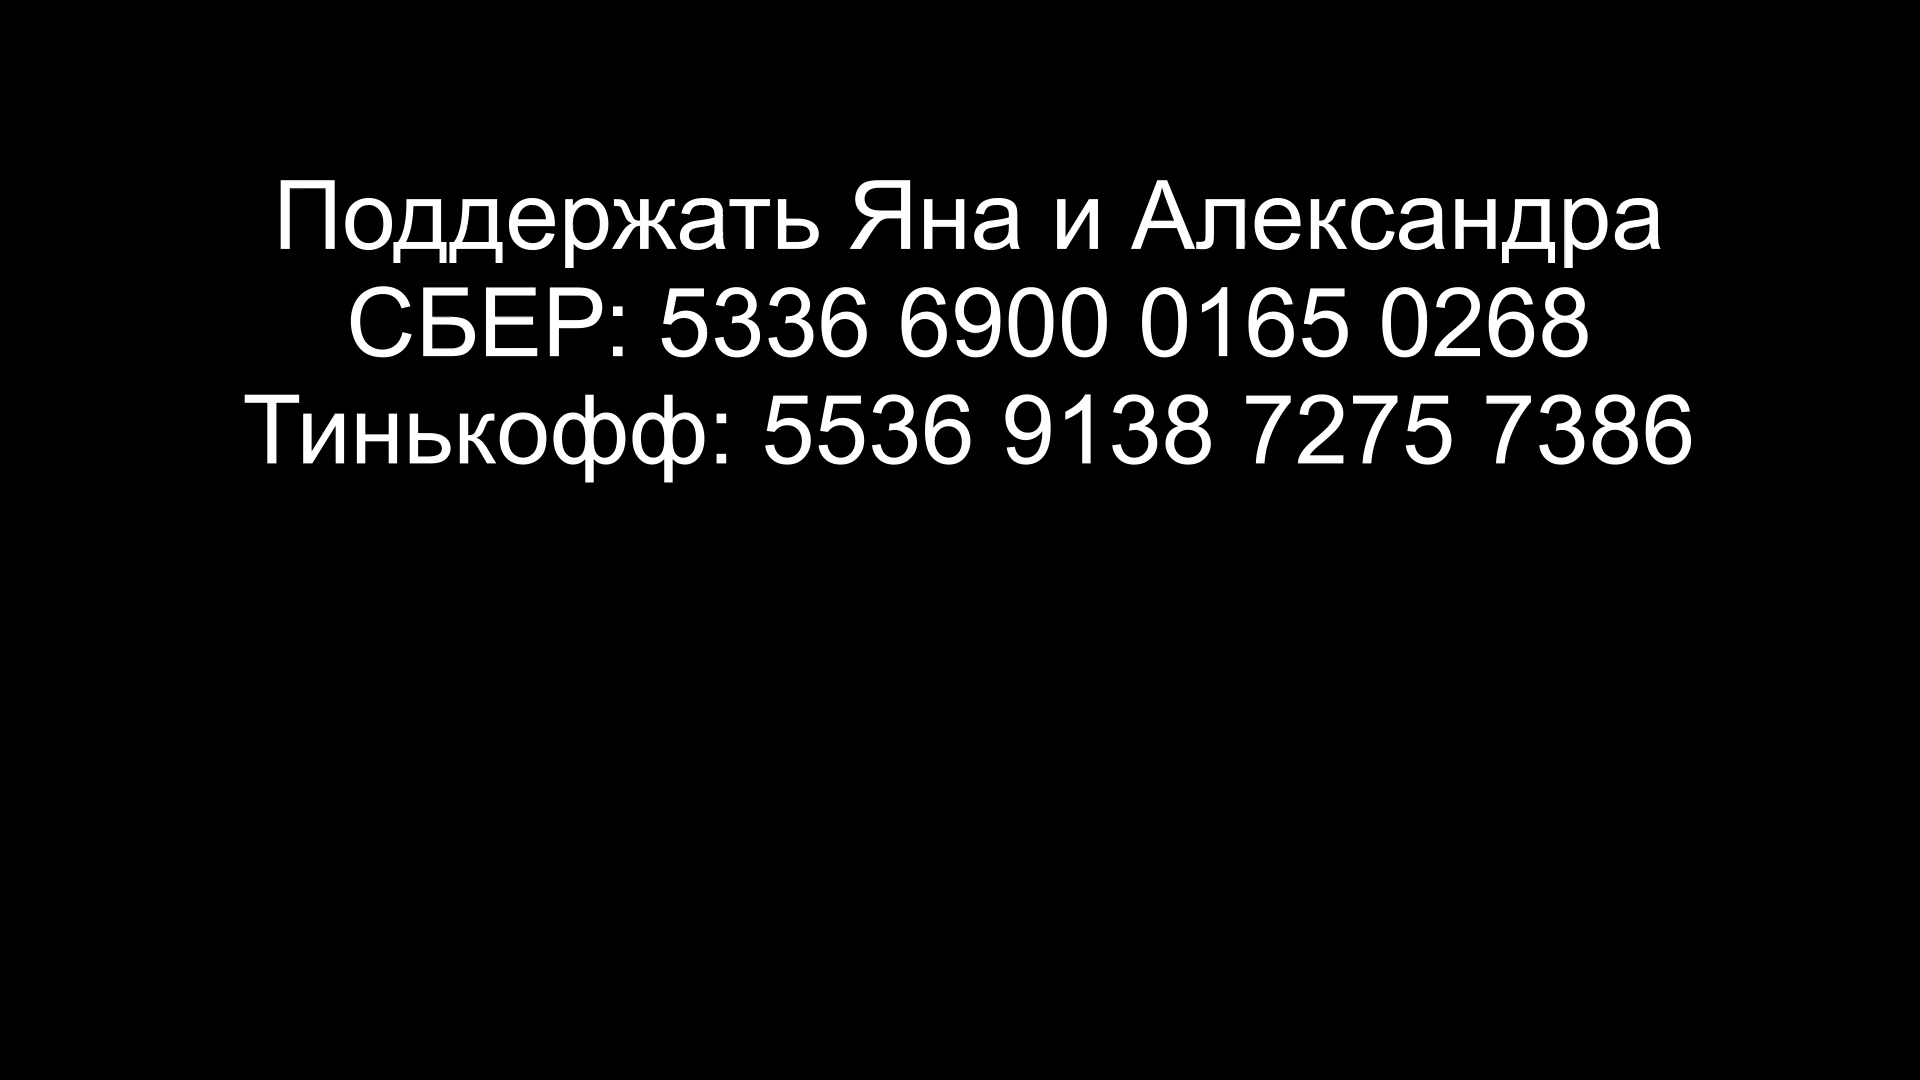 Поддержать Яна и Александра
СБЕР: 5336 6900 0165 0268
Тинькофф: 5536 9138 7275 7386